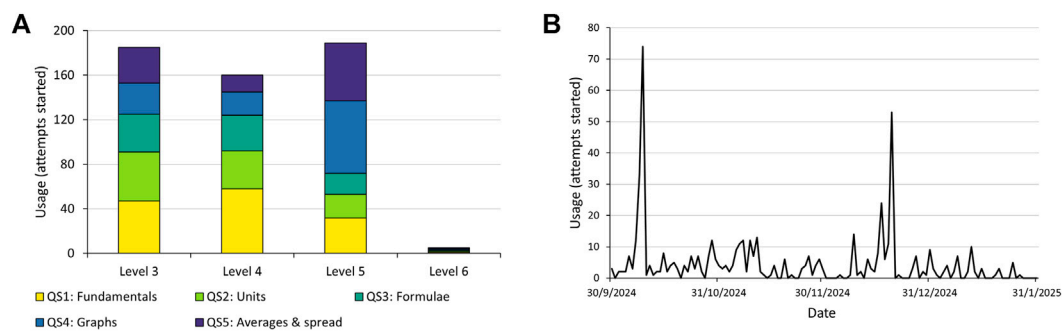 A
Usage (attempts started)
200
160
120
80
40
0
Level 3 Level 4 Level 5 Level 6
QS1: Fundamentals QS2: Units QS3: Formulae
QS4: Graphs QS5: Averages & spread
B
Usage (attempts started)
80
70
60
50
40
30
20
10
0
30/9/2024 31/10/2024 30/11/2024 31/12/2024 31/1/2025
Date